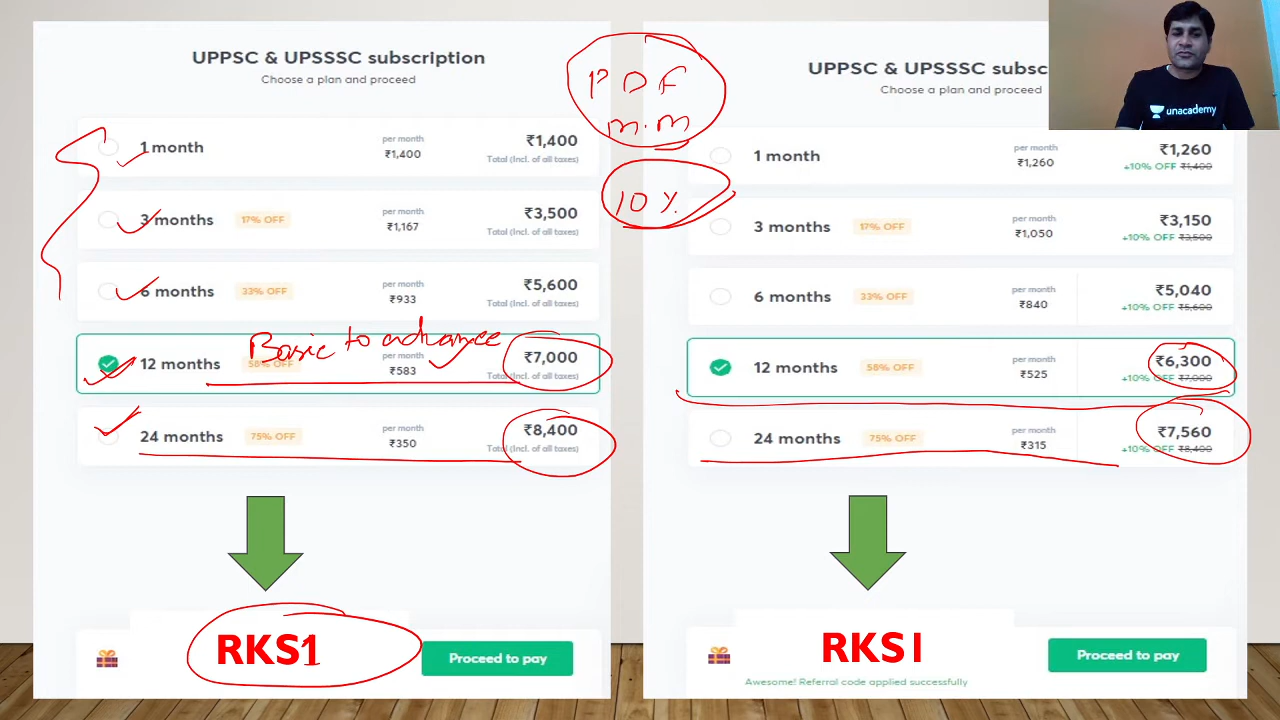 UPPSC & UPSSSC subscription
Choose a plan and proceed
1 month
per month
₹1,400
₹1,400
Total (Incl. of all taxes)
3 months
17% OFF
per month
₹1,167
₹3,500
Total (Incl. of all taxes)
6 months
33% OFF
per month
₹933
₹5,600
Total (Incl. of all taxes)
Basic to advance
12 months
58% OFF
per month
₹583
₹7,000
Total (Incl. of all taxes)
24 months
75% OFF
per month
₹350
₹8,400
Total (Incl. of all taxes)
RKS1
Proceed to pay
PDF
m.m
10%
UPPSC & UPSSSC subsc
Choose a plan and proceed
1 month
per month
₹1,260
₹1,260
+10% OFF ₹1,400
3 months
17% OFF
per month
₹1,050
₹3,150
+10% OFF ₹3,500
6 months
33% OFF
per month
₹840
₹5,040
+10% OFF ₹5,600
12 months
58% OFF
per month
₹525
₹6,300
+10% OFF ₹7,000
24 months
75% OFF
per month
₹315
₹7,560
+10% OFF ₹8,400
RKS1
Proceed to pay
Awesome! Referral code applied successfully
unacademy